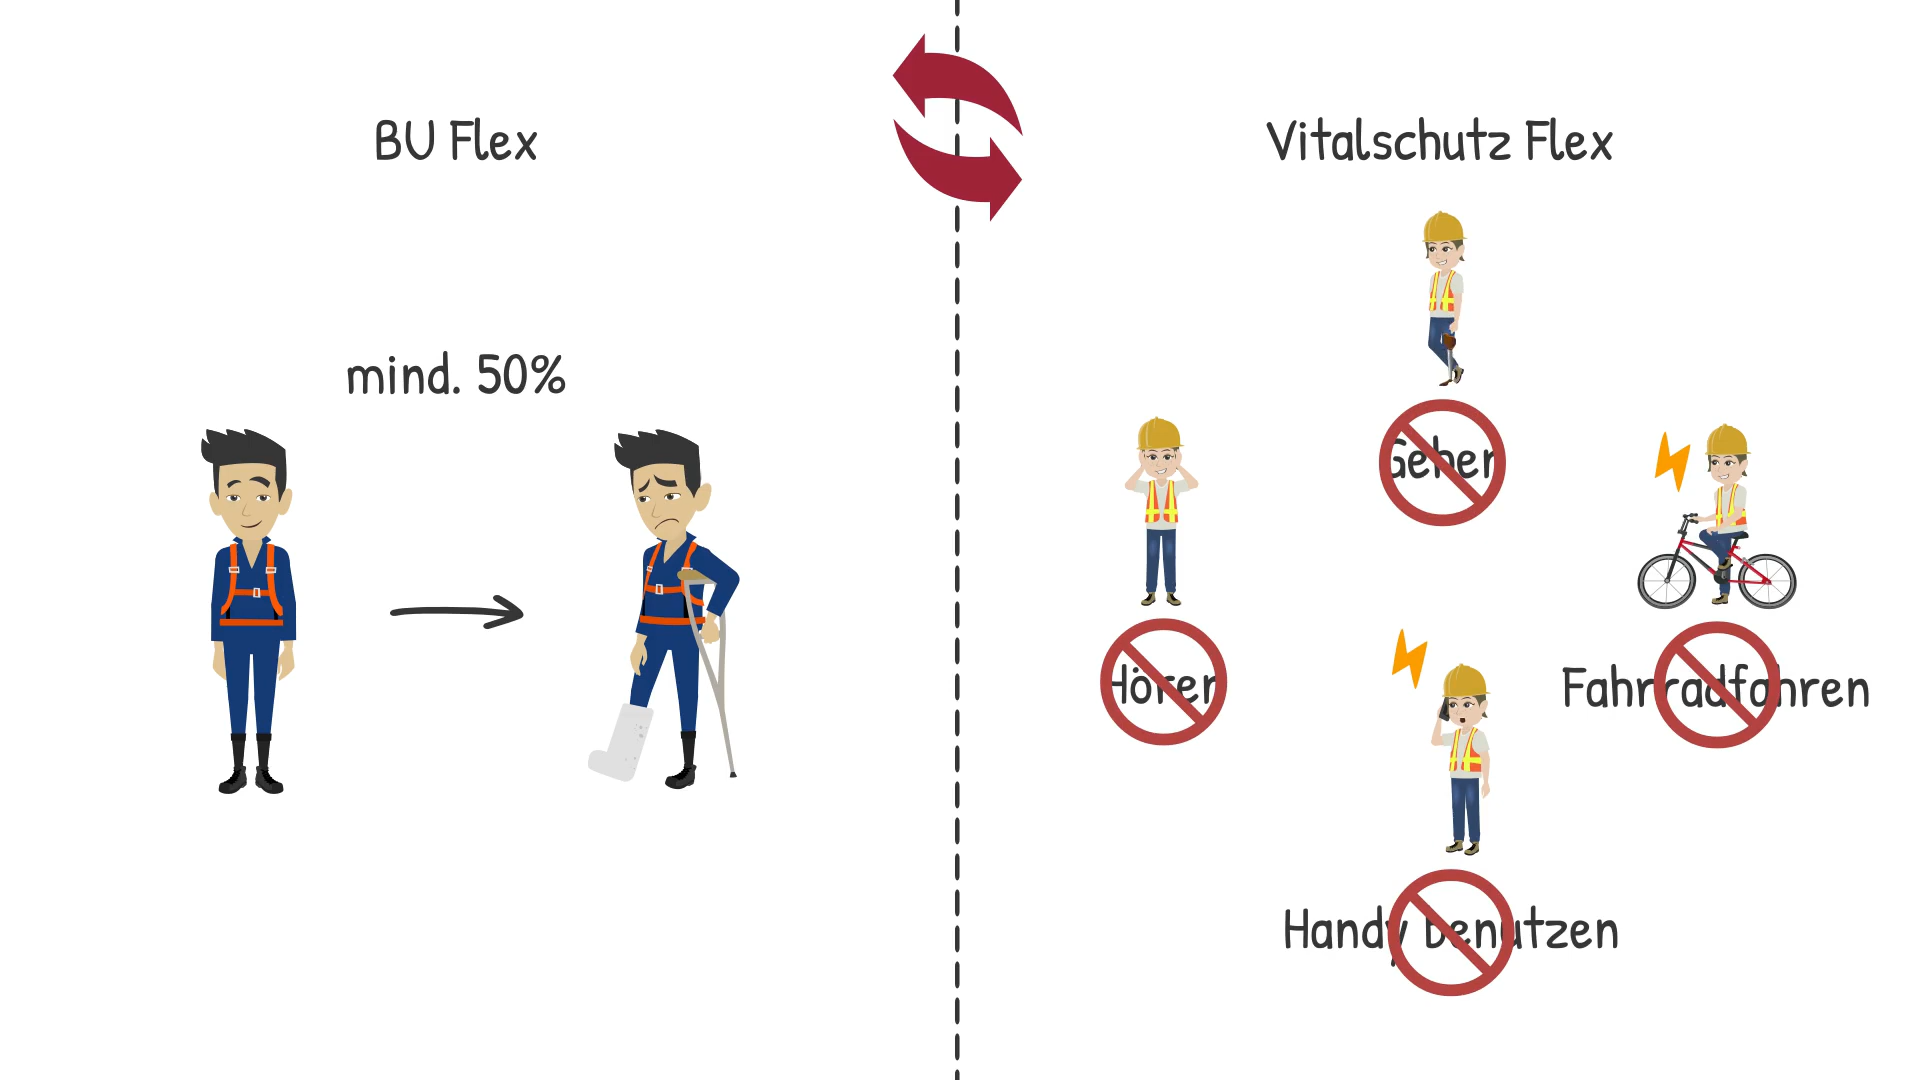 BU Flex
mind. 50%
Vitalschutz Flex
Gehen
Hören
Fahrradfahren
Handy benutzen